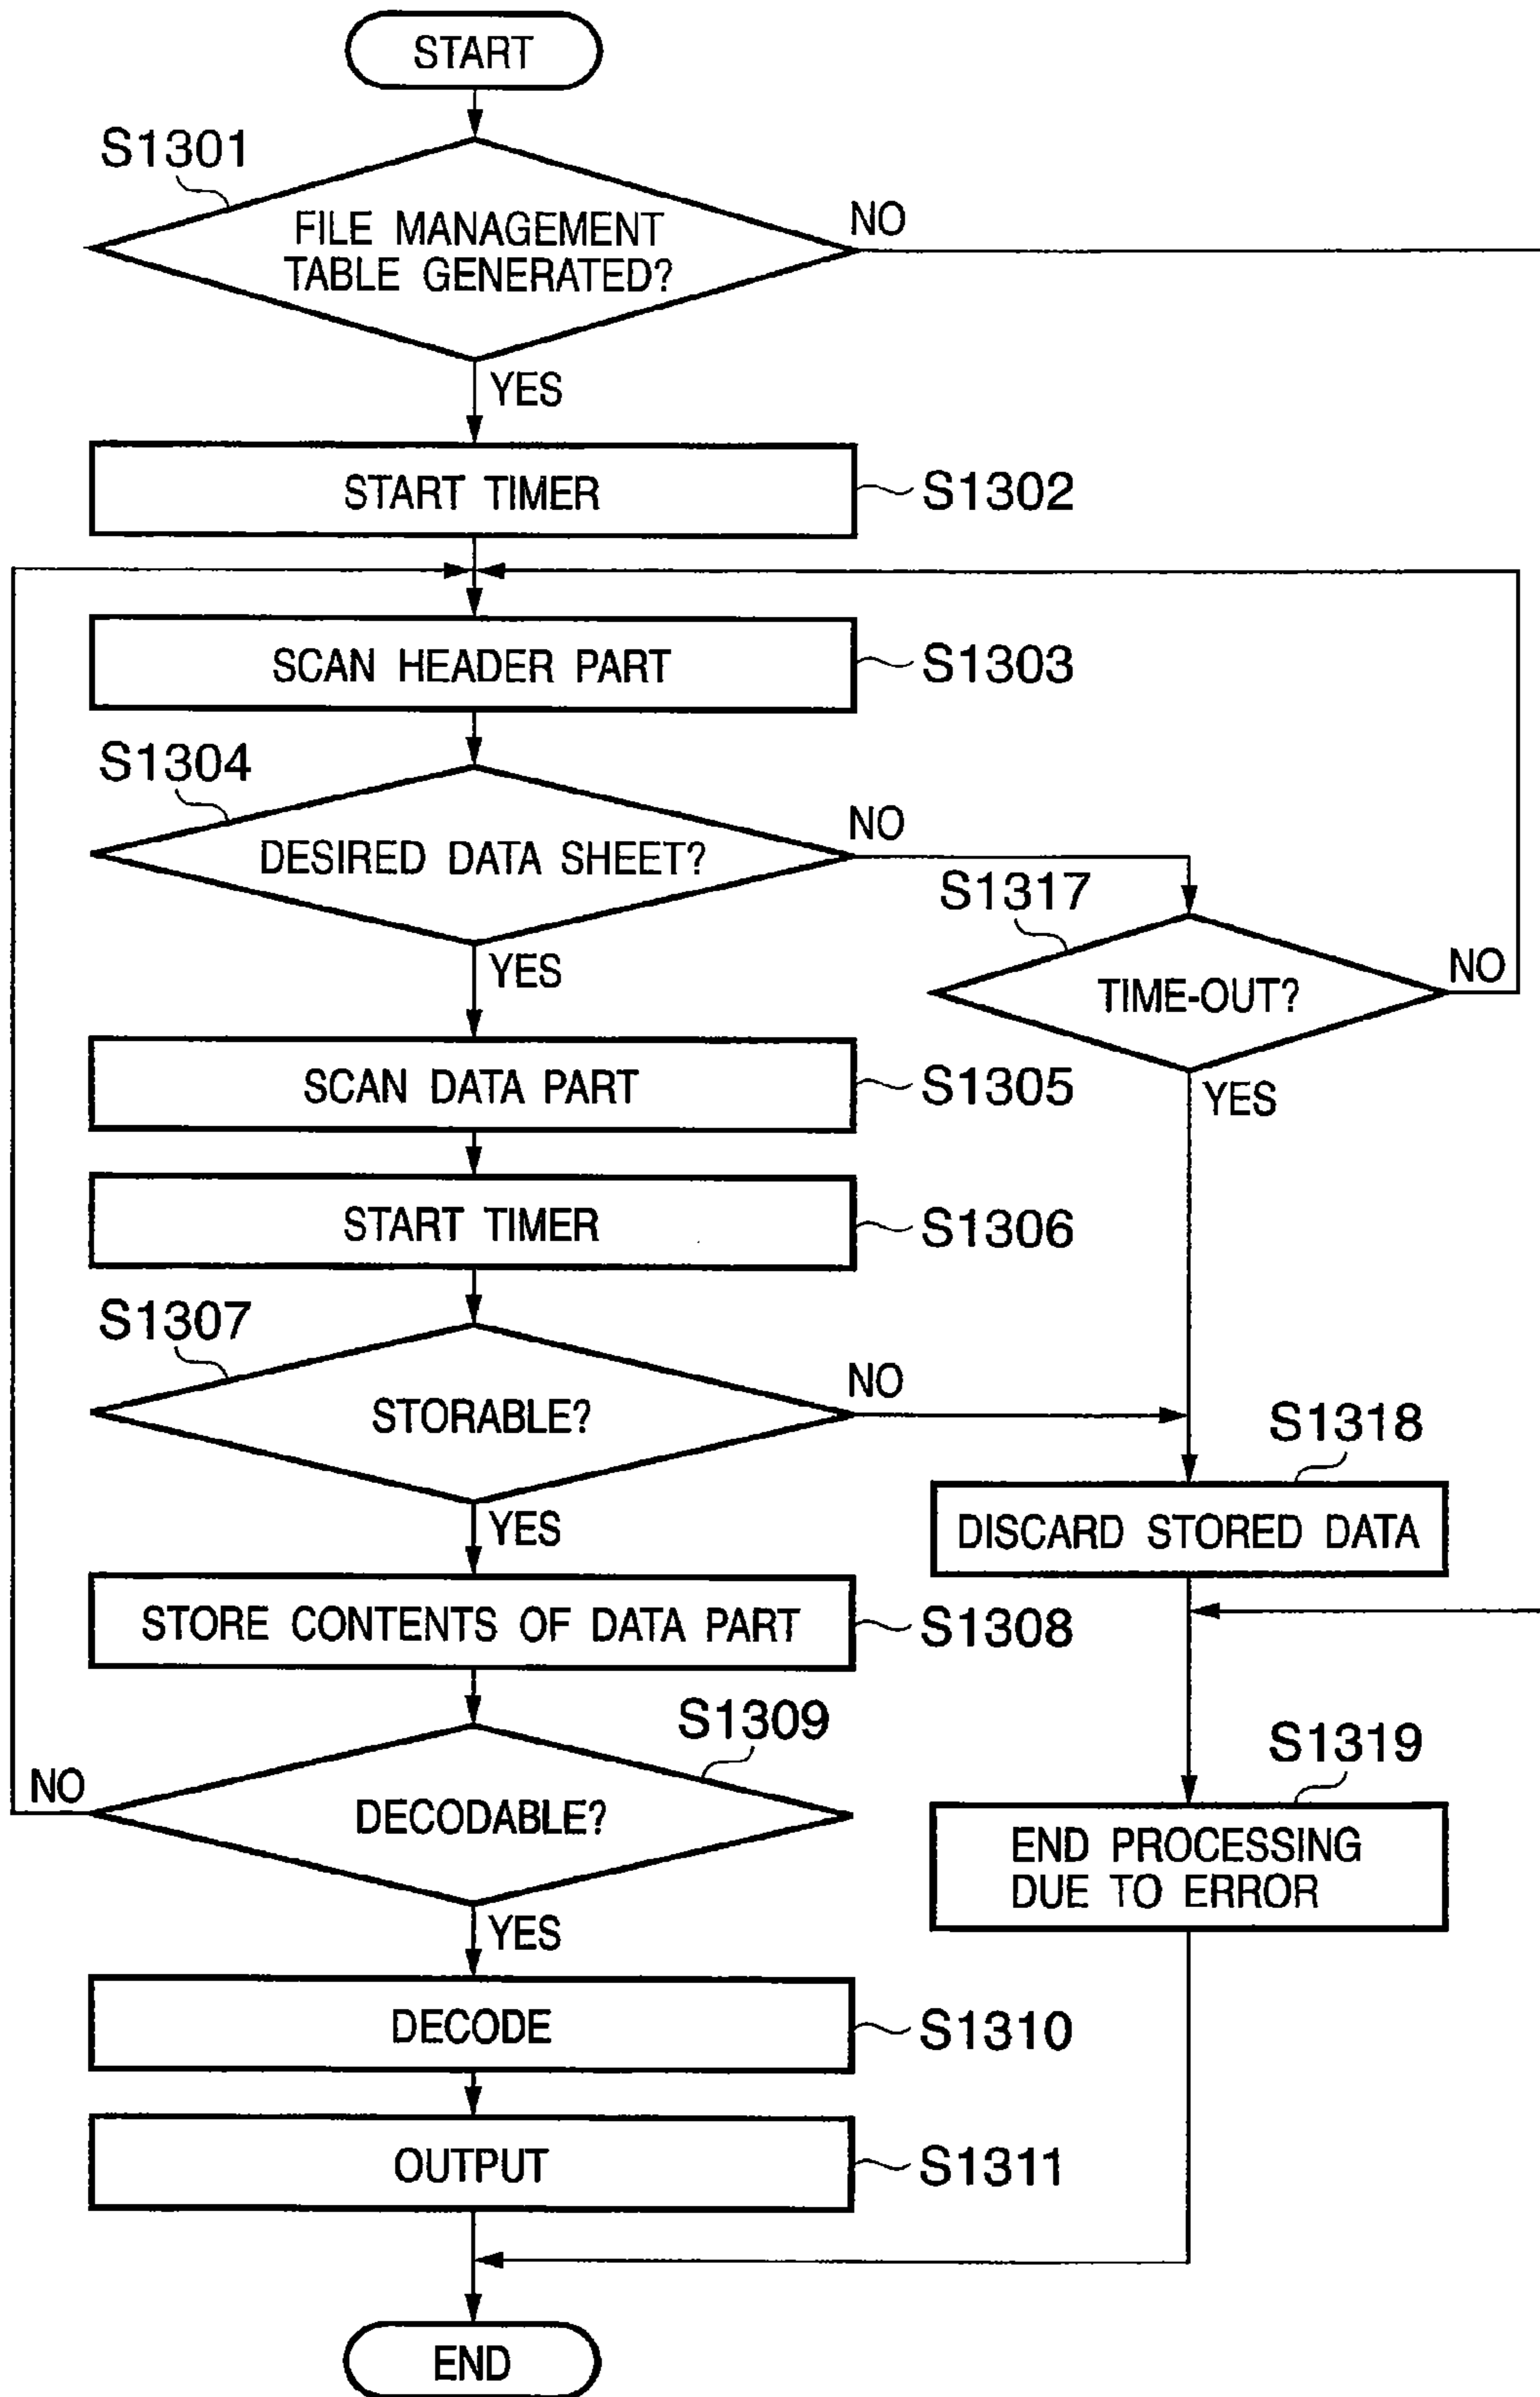 START
S1301
FILE MANAGEMENT
TABLE GENERATED?
NO
YES
START TIMER
S1302
SCAN HEADER PART
S1303
S1304
DESIRED DATA SHEET?
NO
S1317
TIME-OUT?
NO
YES
YES
SCAN DATA PART
S1305
START TIMER
S1306
S1307
STORABLE?
NO
YES
S1318
DISCARD STORED DATA
STORE CONTENTS OF DATA PART
S1308
S1309
DECODABLE?
NO
YES
S1319
END PROCESSING
DUE TO ERROR
DECODE
S1310
OUTPUT
S1311
END